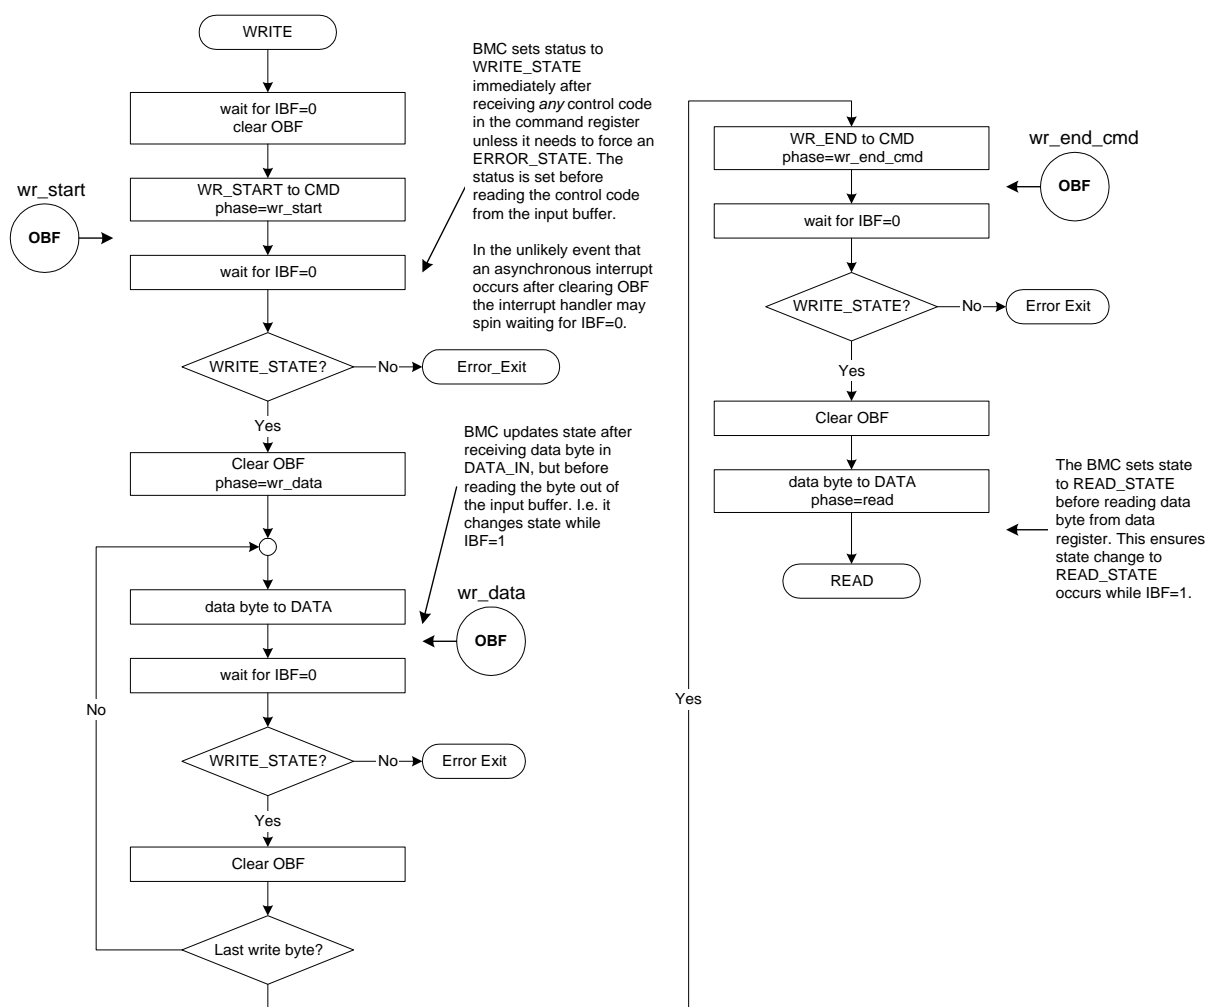 WRITE
wait for IBF=0
clear OBF
WR_START to CMD
phase=wr_start
wr_start
OBF
wait for IBF=0
WRITE_STATE?
No
Error_Exit
Yes
Clear OBF
phase=wr_data
data byte to DATA
wr_data
OBF
wait for IBF=0
No
WRITE_STATE?
No
Error Exit
Yes
Clear OBF
Last write byte?
BMC sets status to
WRITE_STATE
immediately after
receiving any control code
in the command register
unless it needs to force an
ERROR_STATE. The
status is set before
reading the control code
from the input buffer.
In the unlikely event that
an asynchronous interrupt
occurs after clearing OBF
the interrupt handler may
spin waiting for IBF=0.
BMC updates state after
receiving data byte in
DATA_IN, but before
reading the byte out of
the input buffer. I.e. it
changes state while
IBF=1
Yes
WR_END to CMD
phase=wr_end_cmd
wr_end_cmd
OBF
wait for IBF=0
WRITE_STATE?
No
Error Exit
Yes
Clear OBF
data byte to DATA
phase=read
READ
The BMC sets state
to READ_STATE
before reading data
byte from data
register. This ensures
state change to
READ_STATE
occurs while IBF=1.